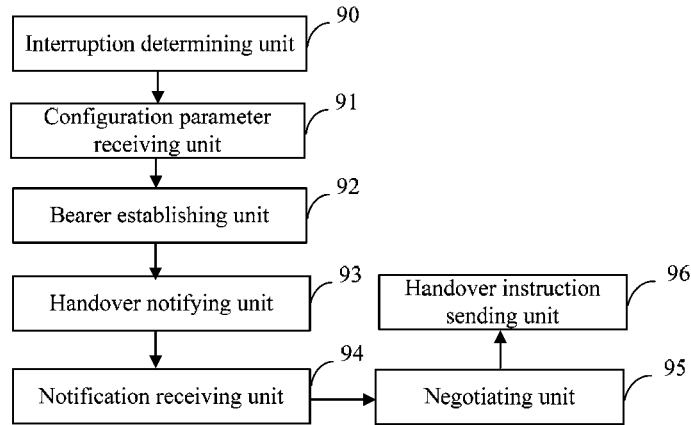 90
Interruption determining unit
91
Configuration parameter
receiving unit
92
Bearer establishing unit
93
Handover notifying unit
96
Handover instruction
sending unit
94
Notification receiving unit
95
Negotiating unit